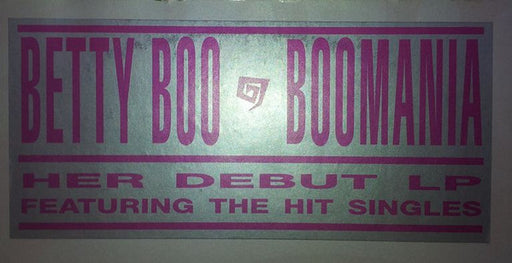 BETTY BOO BOOMANIA
HER DEBUT LP
FEATURING THE HIT SINGLES